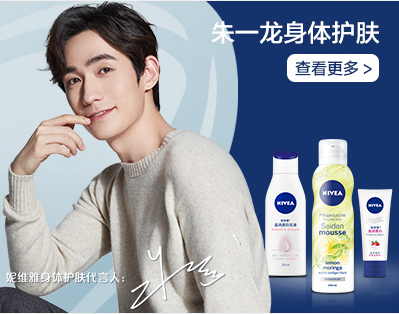 朱一龙身体护肤
查看更多 >
NIVEA
NIVEA
Pflegedusche
Seiden
mousse
lemon
moringa
NIVEA
妮维雅身体护肤代言人：